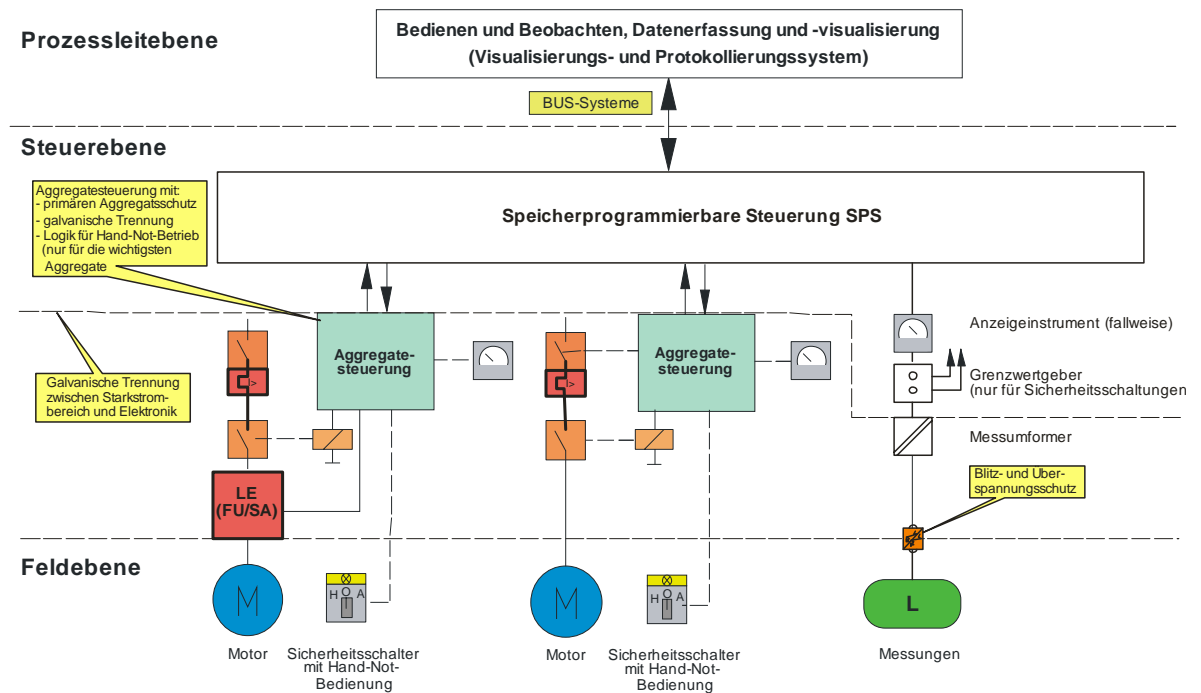 Prozessleitebene
Bedienen und Beobachten, Datenerfassung und -visualisierung
(Visualisierungs- und Protokollierungssystem)
BUS-Systeme
Steuerebene
Aggregatesteuerung mit:
- primären Aggregatsschutz
- galvanische Trennung
- Logik für Hand-Not-Betrieb
(nur für die wichtigsten
Aggregate
Speicherprogrammierbare Steuerung SPS
Aggregate-
steuerung
Aggregate-
steuerung
Anzeigeinstrument (fallweise)
Grenzwertgeber
(nur für Sicherheitsschaltungen
Galvanische Trennung
zwischen Starkstrom-
bereich und Elektronik
I>
I>
Messumformer
LE
(FU/SA)
Blitz- und Uber-
spannungsschutz
Feldebene
M
H O A
M
H O A
L
Motor
Sicherheitsschalter
mit Hand-Not-
Bedienung
Motor
Sicherheitsschalter
mit Hand-Not-
Bedienung
Messungen